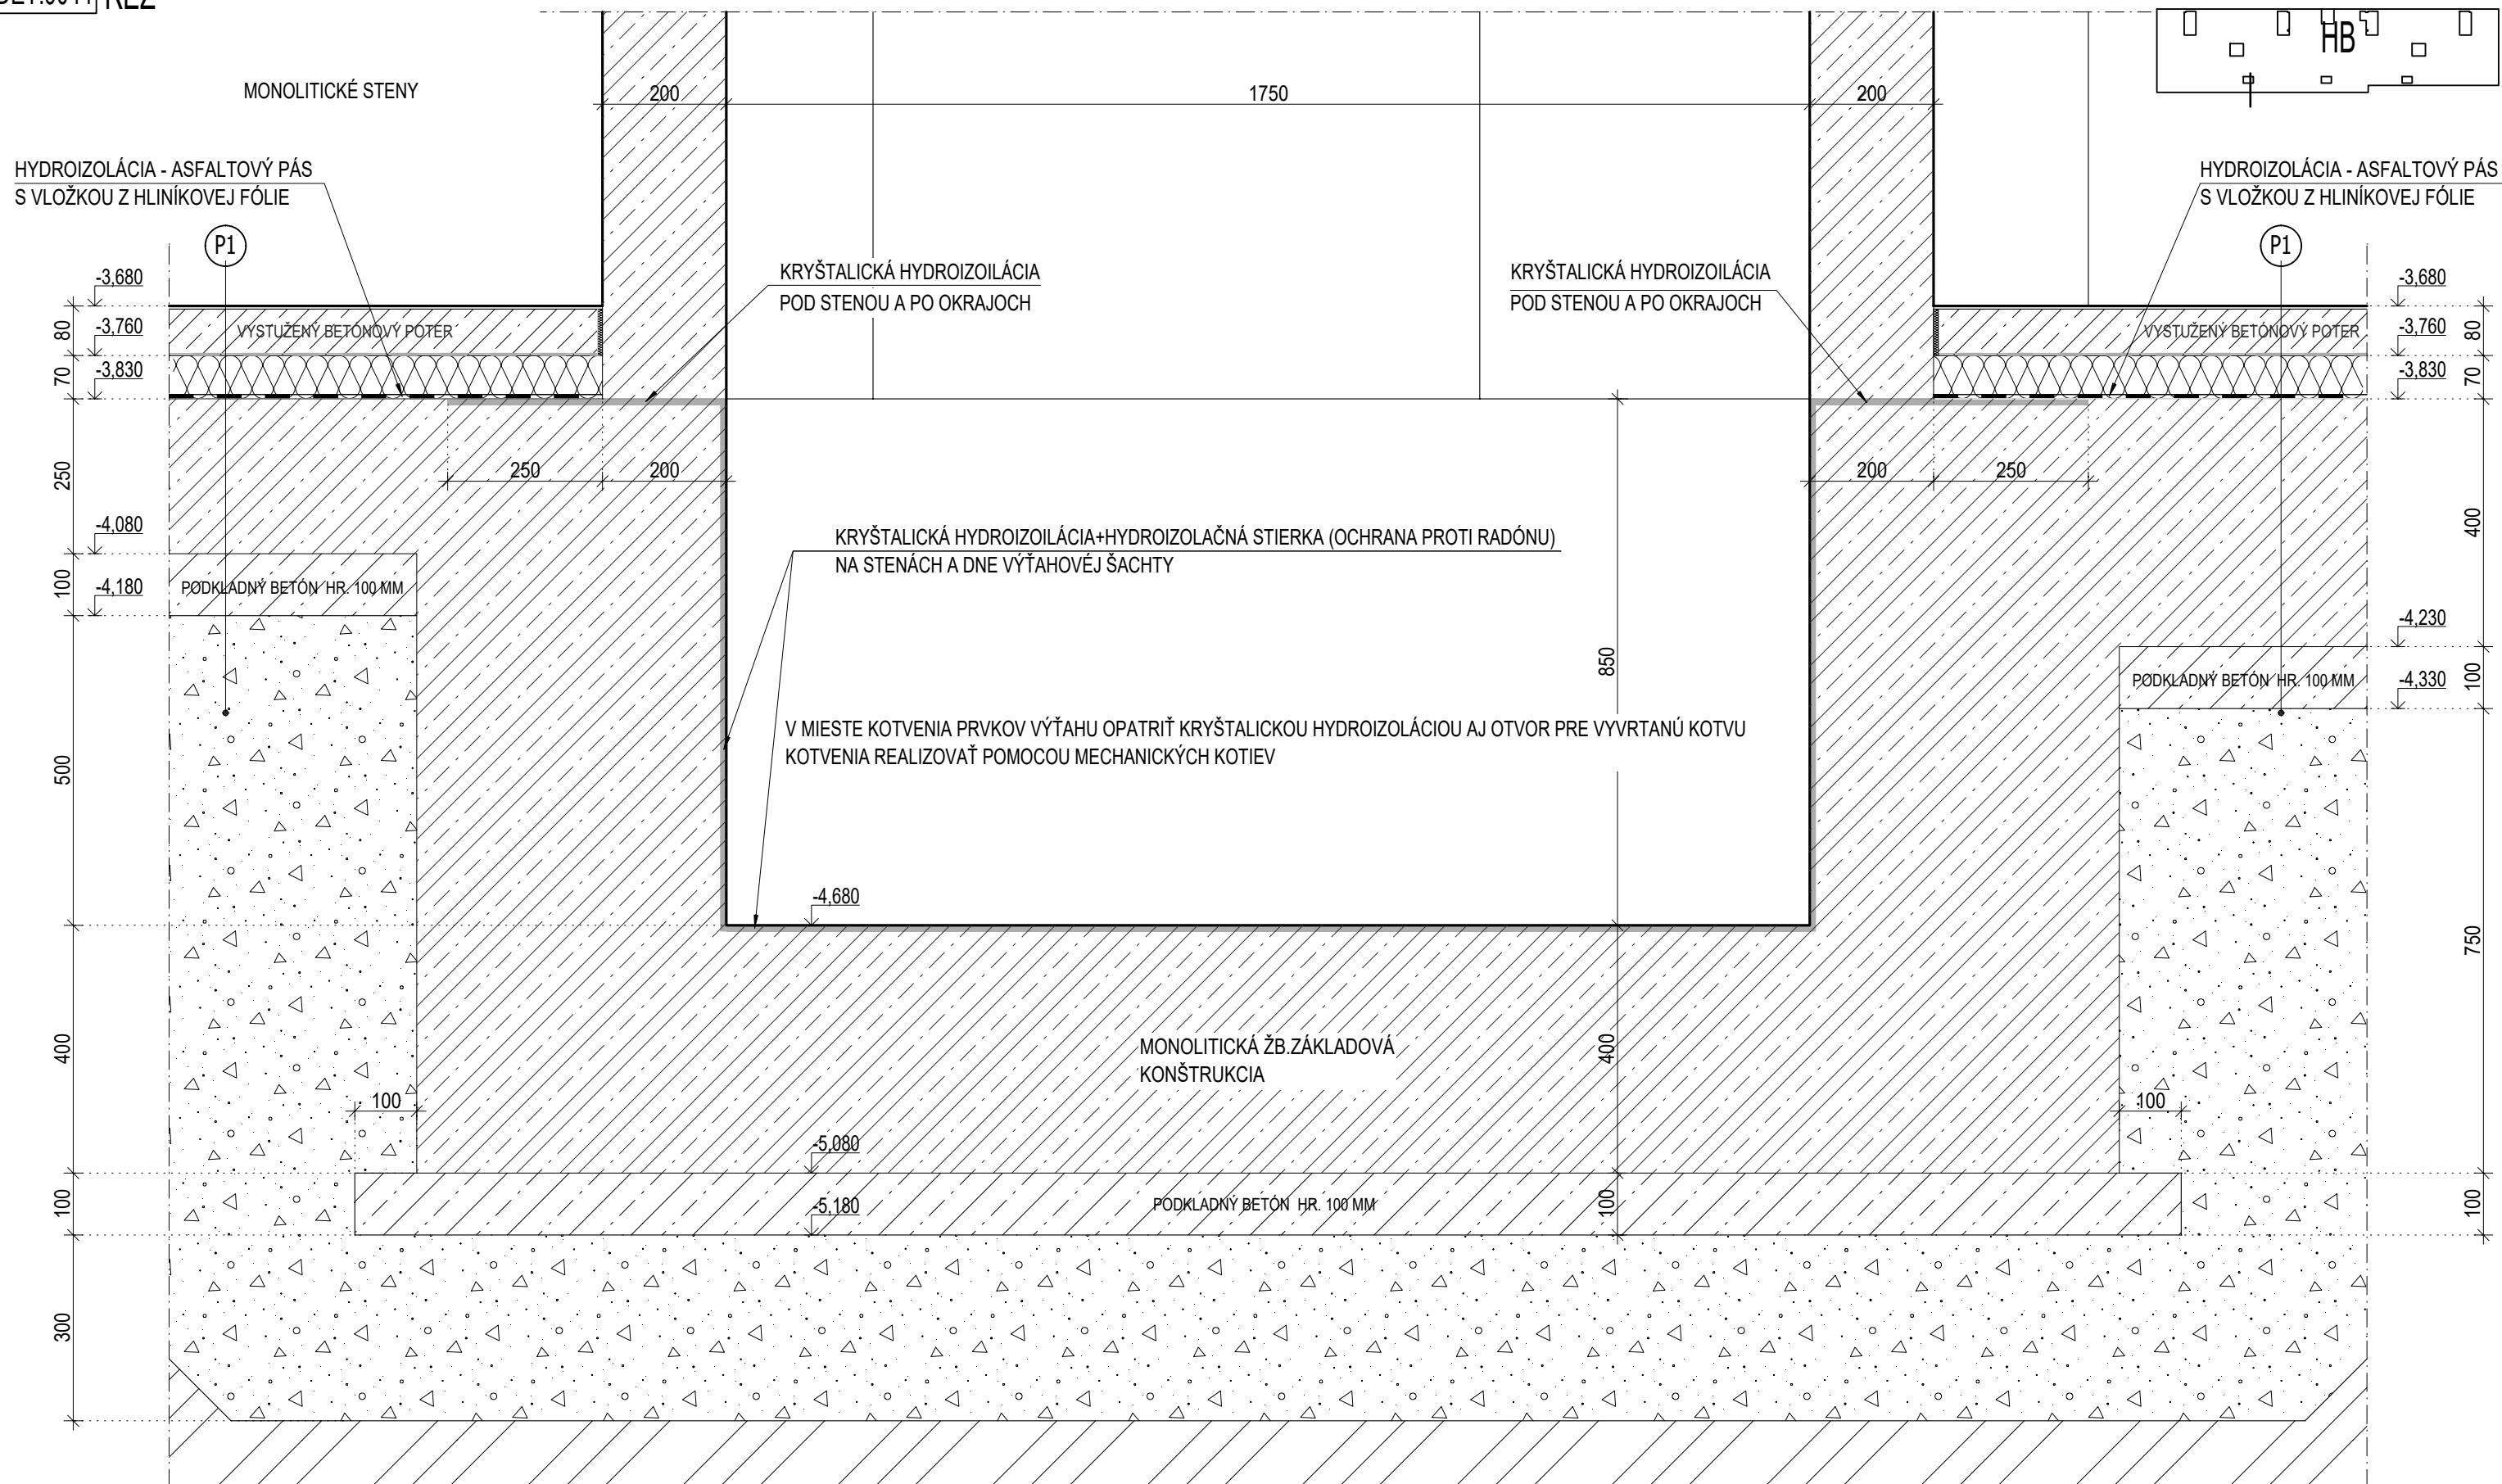 REZ
HB
MONOLITICKÉ STENY
200
1750
200
HYDROIZOLÁCIA - ASFALTOVÝ PÁS
S VLOŽKOU Z HLINÍKOVEJ FÓLIE
HYDROIZOLÁCIA - ASFALTOVÝ PÁS
S VLOŽKOU Z HLINÍKOVEJ FÓLIE
P1
P1
KRYŠTALICKÁ HYDROIZOILÁCIA
POD STENOU A PO OKRAJOCH
KRYŠTALICKÁ HYDROIZOILÁCIA
POD STENOU A PO OKRAJOCH
-3,680
-3,680
80
-3,760
VYSTUŽENÝ BETÓNOVÝ POTER
VYSTUŽENÝ BETÓNOVÝ POTER
-3,760
80
70
-3,830
-3,830
70
250
250
200
200
250
400
-4,080
KRYŠTALICKÁ HYDROIZOILÁCIA+HYDROIZOLAČNÁ STIERKA (OCHRANA PROTI RADÓNU)
NA STENÁCH A DNE VÝŤAHOVÉJ ŠACHTY
100
-4,180
PODKLADNÝ BETÓN HR. 100 MM
-4,230
850
PODKLADNÝ BETÓN HR. 100 MM
-4,330
100
V MIESTE KOTVENIA PRVKOV VÝŤAHU OPATRIŤ KRYŠTALICKOU HYDROIZOLÁCIOU AJ OTVOR PRE VYVRTANÚ KOTVU
KOTVENIA REALIZOVAŤ POMOCOU MECHANICKÝCH KOTIEV
500
-4,680
750
400
MONOLITICKÁ ŽB.ZÁKLADOVÁ
KONŠTRUKCIA
400
100
100
-5,080
100
-5,180
PODKLADNÝ BETÓN HR. 100 MM
100
100
300